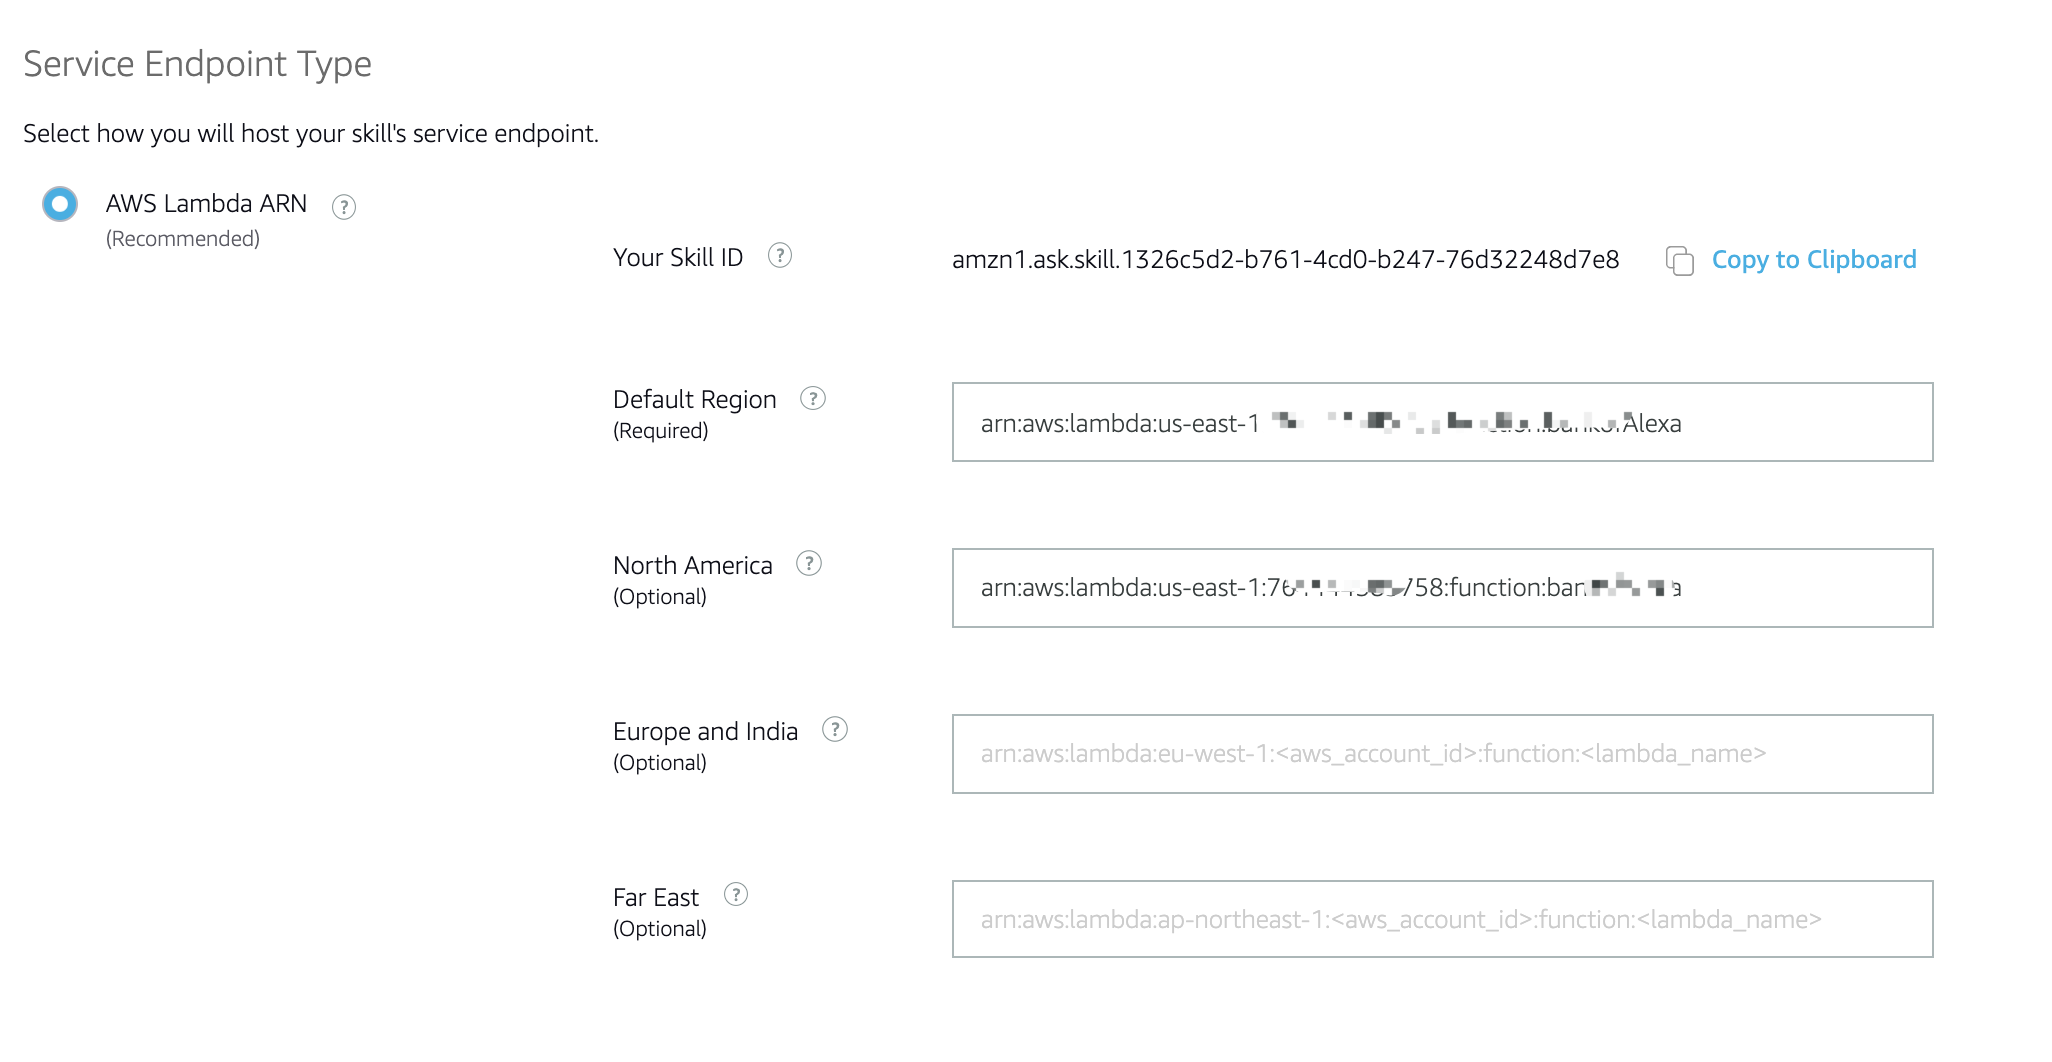 Service Endpoint Type
Select how you will host your skill's service endpoint.
AWS Lambda ARN ?
(Recommended)
Your Skill ID ? amzn1.ask.skill.1326c5d2-b761-4cd0-b247-76d32248d7e8 Copy to Clipboard
Default Region ? arn:aws:lambda:us-east-1 Alexa
(Required)
North America ? arn:aws:lambda:us-east-1:76 758:function:ban a
(Optional)
Europe and India ? arn:aws:lambda:eu-west-1:<aws_account_id>:function:<lambda_name>
(Optional)
Far East ? arn:aws:lambda:ap-northeast-1:<aws_account_id>:function:<lambda_name>
(Optional)